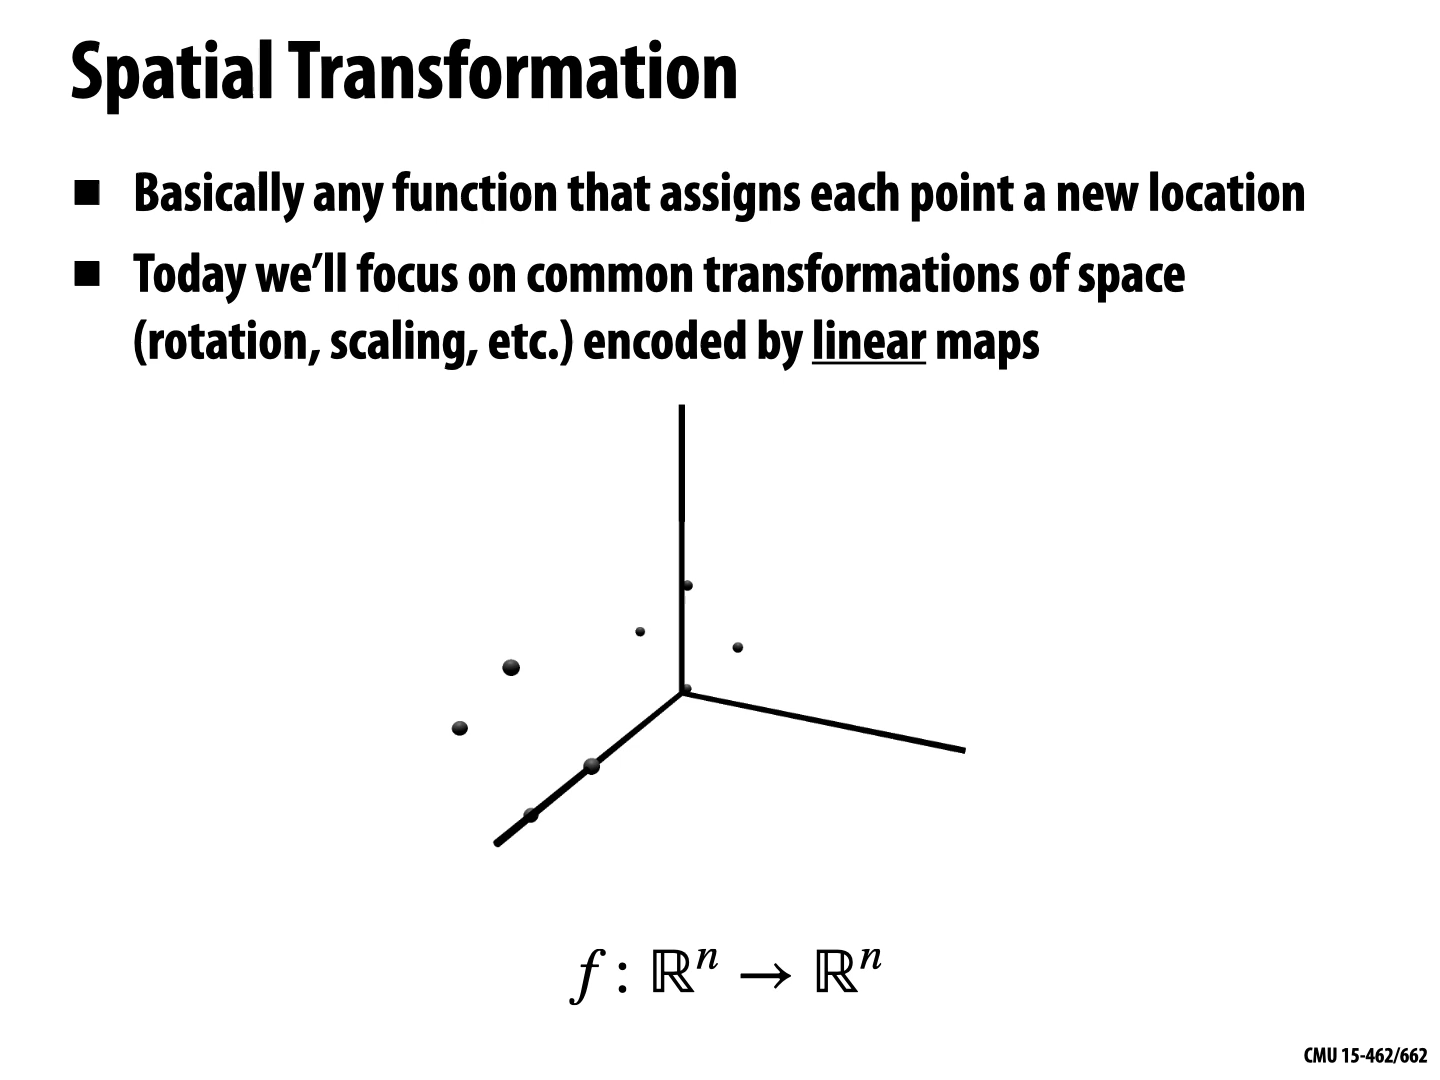 Spatial Transformation
■ Basically any function that assigns each point a new location
■ Today we’ll focus on common transformations of space
(rotation, scaling, etc.) encoded by linear maps
f : ℝⁿ → ℝⁿ
CMU 15-462/662